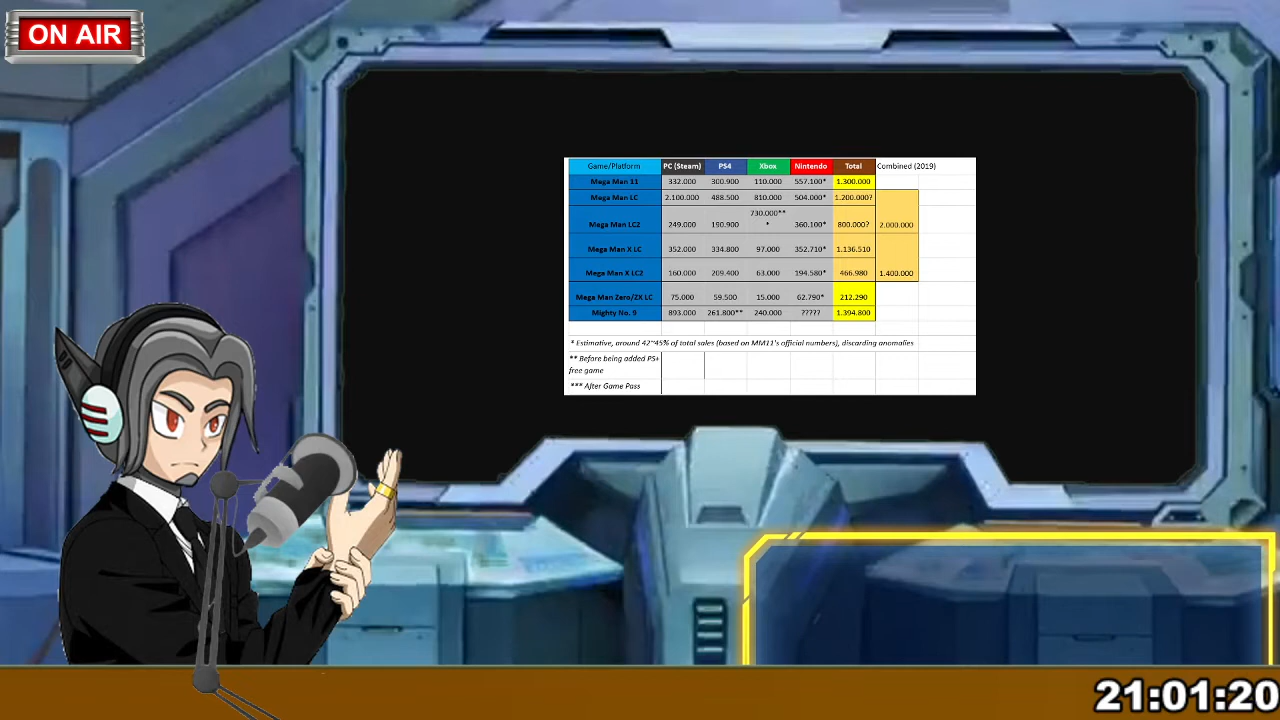 ON AIR
Game/Platform PC (Steam) PS4 Xbox Nintendo Total Combined (2019)
Mega Man 11 332.000 300.900 110.000 557.100* 1.300.000
Mega Man LC 2.100.000 488.500 810.000 504.000* 1.200.000?
Mega Man LC2 249.000 190.900 730.000*** 360.100* 800.000? 2.000.000
Mega Man X LC 352.000 334.800 97.000 352.710* 1.136.510
Mega Man X LC2 160.000 209.400 63.000 194.580* 466.980 1.400.000
Mega Man Zero/ZX LC 75.000 59.500 15.000 62.790* 212.290
Mighty No. 9 893.000 261.800** 240.000 ????? 1.394.800
* Estimative, around 42~45% of total sales (based on MM11's official numbers), discarding anomalies
** Before being added PS+
free game
*** After Game Pass
21:01:20